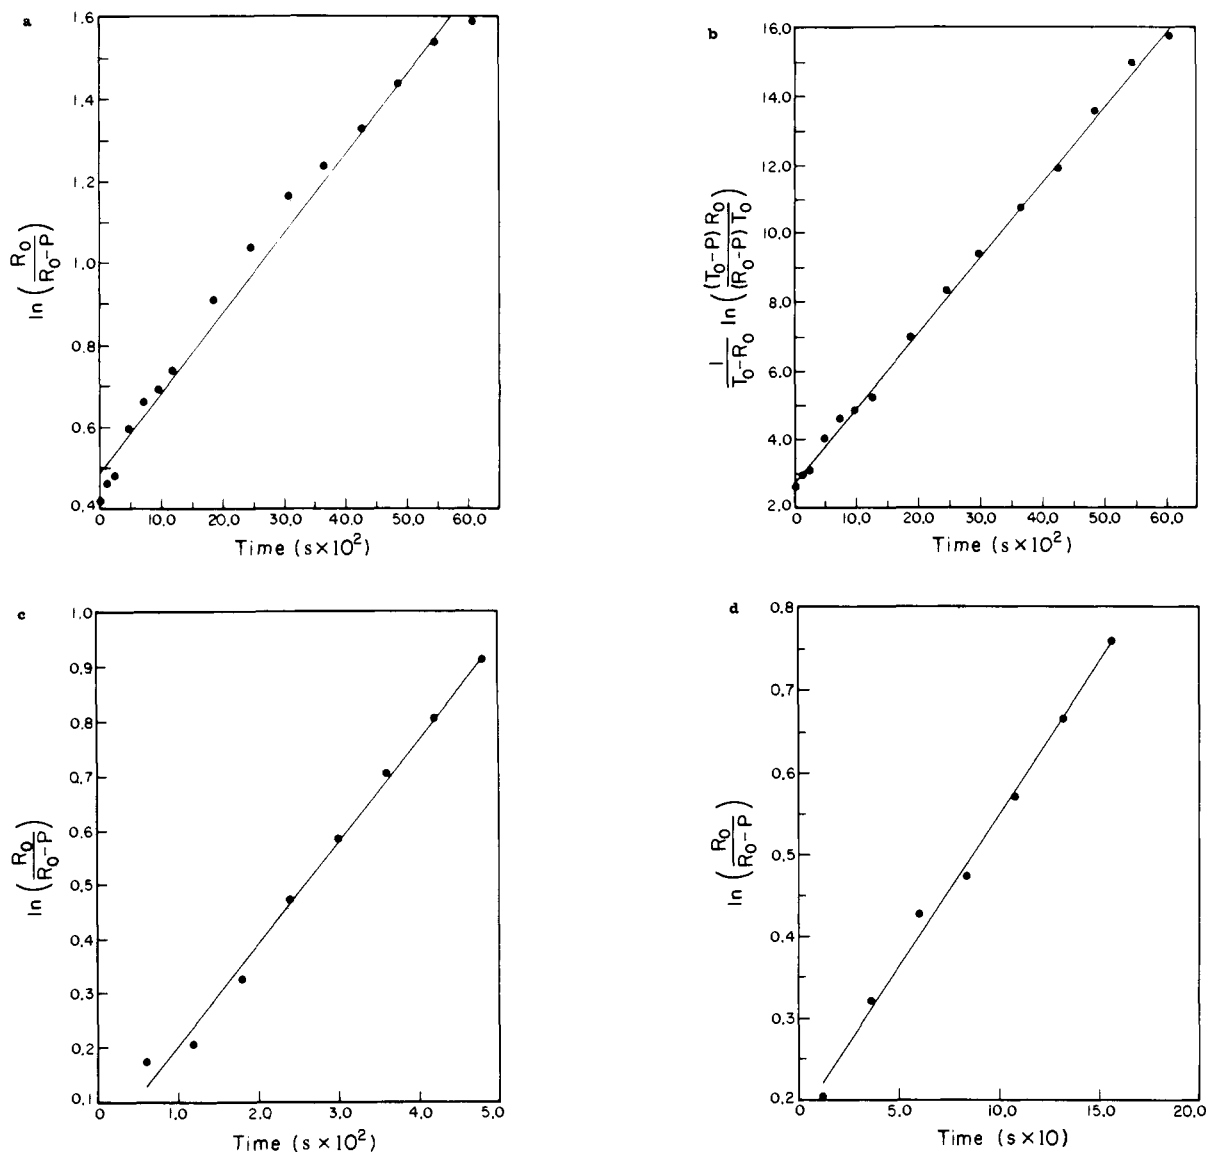 a
1.6
1.4
1.2
1.0
0.8
0.6
0.4
ln (R₀ / R₀-P)
0 10.0 20.0 30.0 40.0 50.0 60.0
Time (s×10²)
b
16.0
14.0
12.0
10.0
8.0
6.0
4.0
2.0
1 / T₀-R₀ ln ((T₀-P) R₀ / (R₀-P) T₀)
0 10.0 20.0 30.0 40.0 50.0 60.0
Time (s×10²)
c
1.0
0.9
0.8
0.7
0.6
0.5
0.4
0.3
0.2
0.1
ln (R₀ / R₀-P)
0 1.0 2.0 3.0 4.0 5.0
Time (s×10²)
d
0.8
0.7
0.6
0.5
0.4
0.3
0.2
ln (R₀ / R₀-P)
0 5.0 10.0 15.0 20.0
Time (s×10)